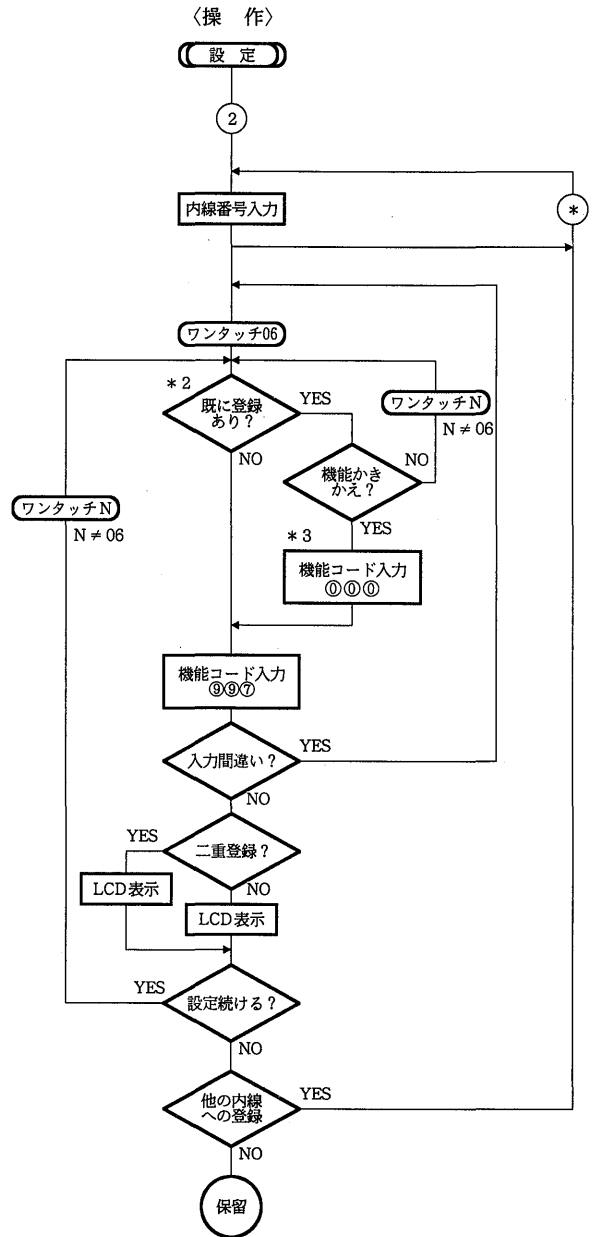 〈操　作〉
設　定
2
内線番号入力
*
ワンタッチ06
*2
既に登録
あり？
YES
NO
ワンタッチN
N≠06
機能かき
かえ？
NO
YES
ワンタッチN
N≠06
*3
機能コード入力
⓪⓪⓪
機能コード入力
⑨⑨⑦
入力間違い？
YES
NO
二重登録？
YES
NO
LCD表示
LCD表示
設定続ける？
YES
NO
他の内線
への登録
YES
NO
保留